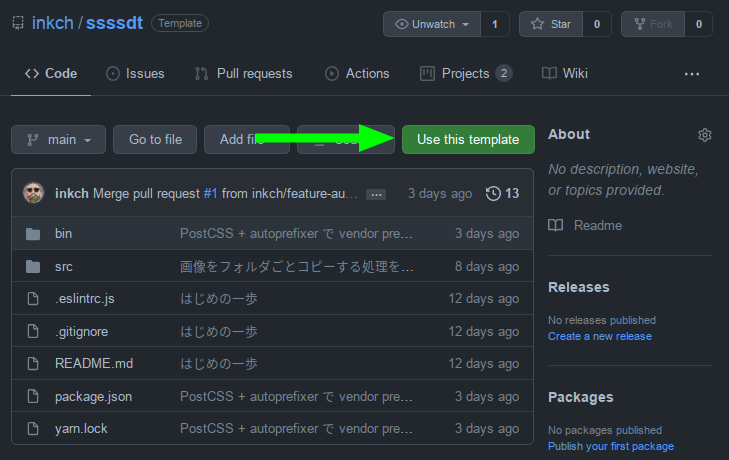 inkch / ssssdt Template Unwatch 1 Star 0 Fork 0
Code Issues Pull requests Actions Projects 2 Wiki
main Go to file Add file Use this template
About
No description, website,
or topics provided.
Readme
Releases
No releases published
Create a new release
Packages
No packages published
Publish your first package
inkch Merge pull request #1 from inkch/feature-au… ... 3 days ago 13
bin PostCSS + autoprefixer で vendor pre… 3 days ago
src 画像をフォルダごとコピーする処理を… 8 days ago
.eslintrc.js はじめの一歩 12 days ago
.gitignore はじめの一歩 12 days ago
README.md はじめの一歩 12 days ago
package.json PostCSS + autoprefixer で vendor pre… 3 days ago
yarn.lock PostCSS + autoprefixer で vendor pre… 3 days ago